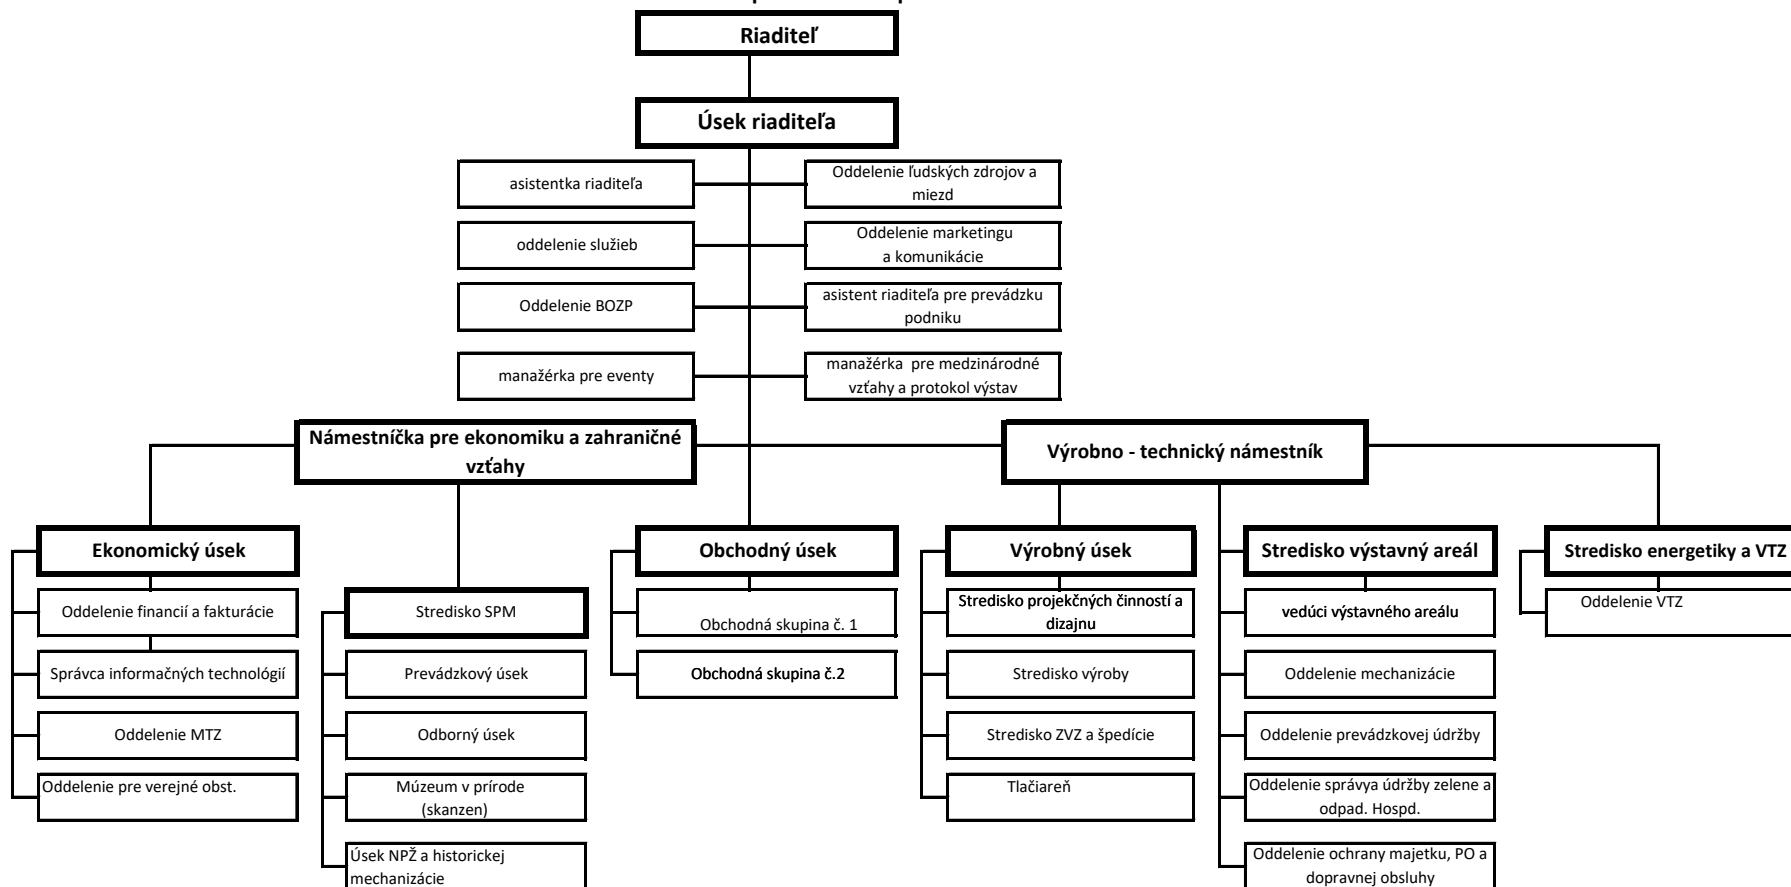 Riaditeľ
Úsek riaditeľa
asistentka riaditeľa
Oddelenie ľudských zdrojov a
miezd
oddelenie služieb
Oddelenie marketingu
a komunikácie
Oddelenie BOZP
asistent riaditeľa pre prevádzku
podniku
manažérka pre eventy
manažérka  pre medzinárodné
vzťahy a protokol výstav
Námestníčka pre ekonomiku a zahraničné
vzťahy
Výrobno - technický námestník
Ekonomický úsek
Oddelenie financií a fakturácie
Správca informačných technológií
Oddelenie MTZ
Oddelenie pre verejné obst.
Stredisko SPM
Prevádzkový úsek
Odborný úsek
Múzeum v prírode
(skanzen)
Úsek NPŽ a historickej
mechanizácie
Obchodný úsek
Obchodná skupina č. 1
Obchodná skupina č.2
Výrobný úsek
Stredisko projekčných činností a
dizajnu
Stredisko výroby
Stredisko ZVZ a špedície
Tlačiareň
Stredisko výstavný areál
vedúci výstavného areálu
Oddelenie mechanizácie
Oddelenie prevádzkovej údržby
Oddelenie správya údržby zelene a
odpad. Hospd.
Oddelenie ochrany majetku, PO a
dopravnej obsluhy
Stredisko energetiky a VTZ
Oddelenie VTZ